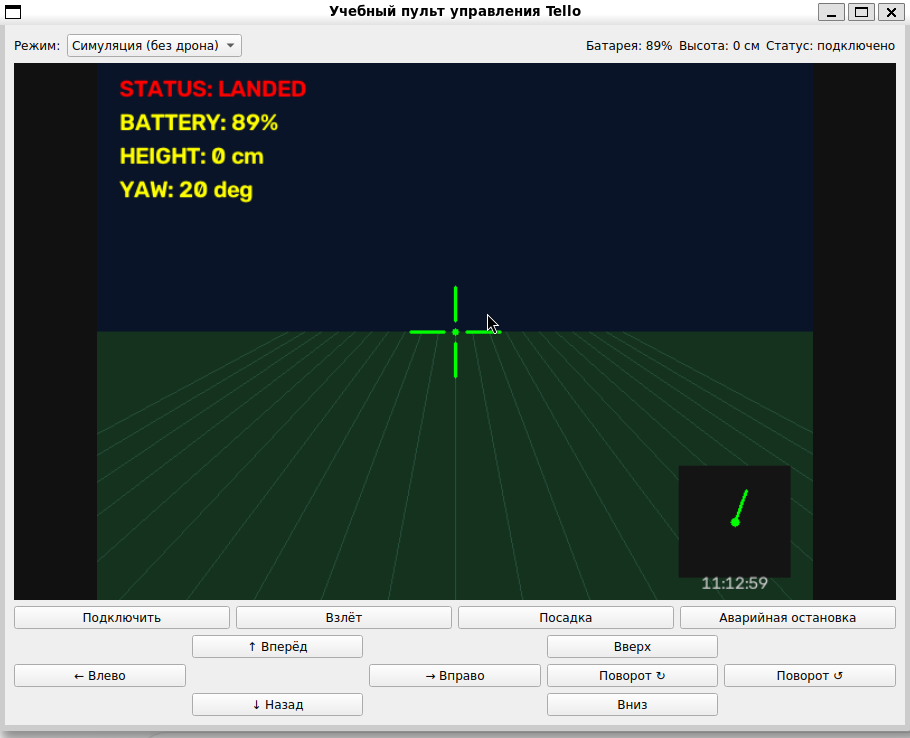 Учебный пульт управления Tello
Режим: Симуляция (без дрона) Батарея: 89% Высота: 0 см Статус: подключено
STATUS: LANDED
BATTERY: 89%
HEIGHT: 0 cm
YAW: 20 deg
11:12:59
Подключить Взлёт Посадка Аварийная остановка
↑ Вперёд Вверх
← Влево → Вправо Поворот ↻ Поворот ↺
↓ Назад Вниз